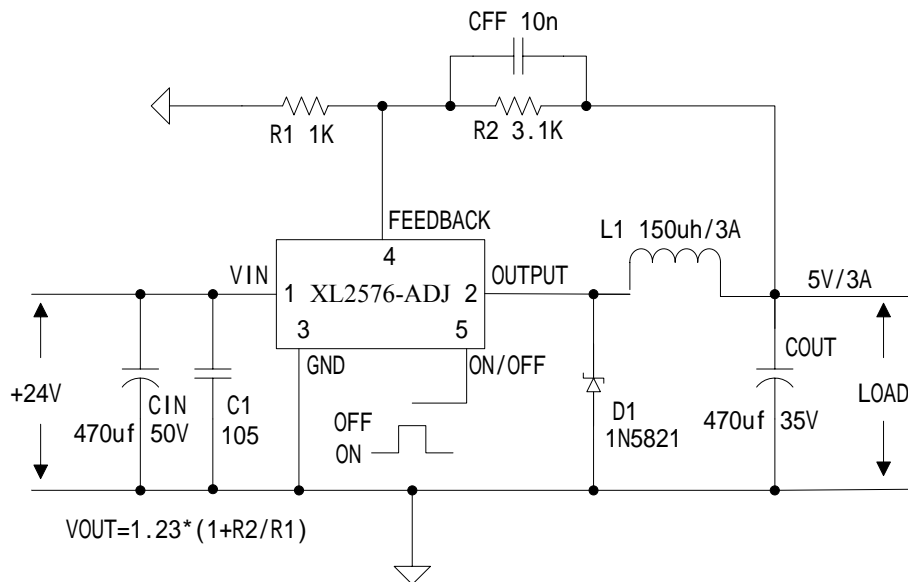 CFF 10n
R1 1K
R2 3.1K
FEEDBACK
L1 150uh/3A
4
VIN
OUTPUT
5V/3A
1
XL2576-ADJ
2
3
5
GND
ON/OFF
COUT
+24V
CIN
C1
D1
LOAD
470uf
50V
105
OFF
1N5821
470uf
35V
ON
VOUT=1.23*(1+R2/R1)